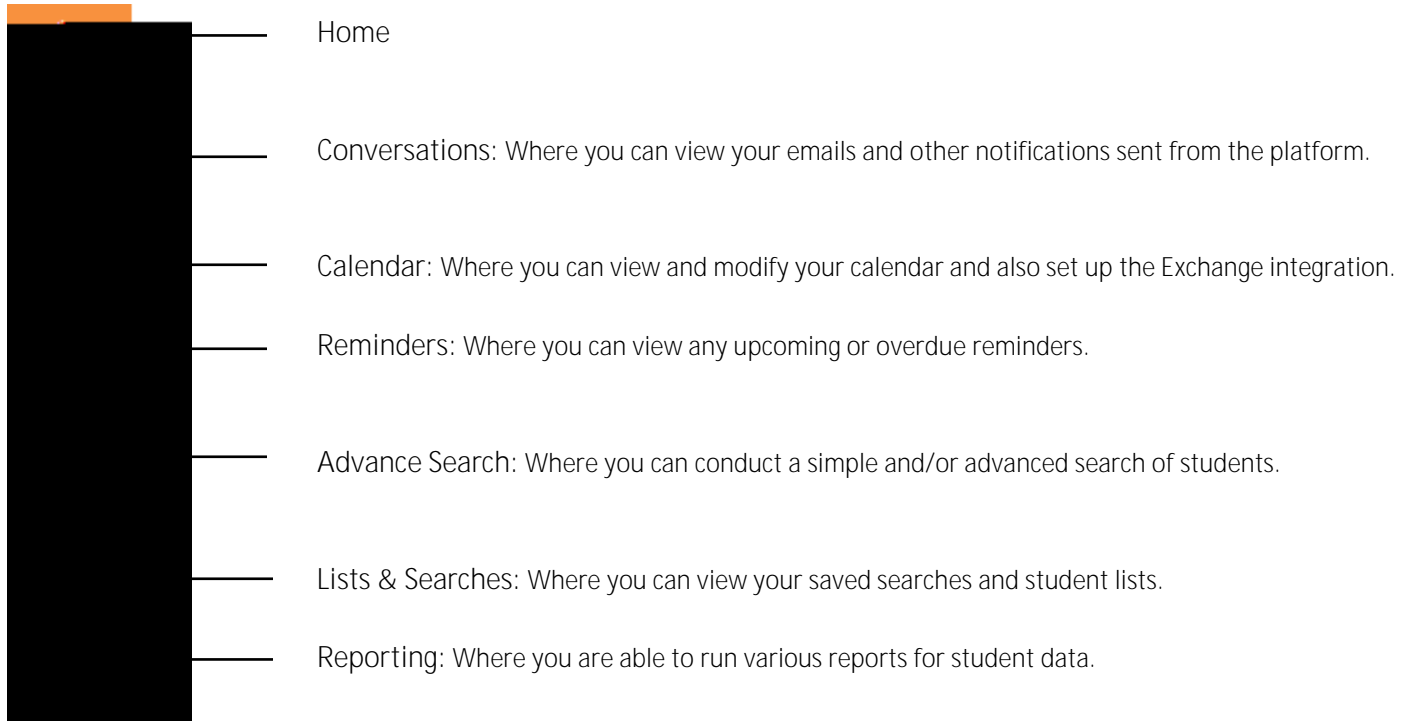 Home
Conversations: Where you can view your emails and other notifications sent from the platform.
Calendar: Where you can view and modify your calendar and also set up the Exchange integration.
Reminders: Where you can view any upcoming or overdue reminders.
Advance Search: Where you can conduct a simple and/or advanced search of students.
Lists & Searches: Where you can view your saved searches and student lists.
Reporting: Where you are able to run various reports for student data.